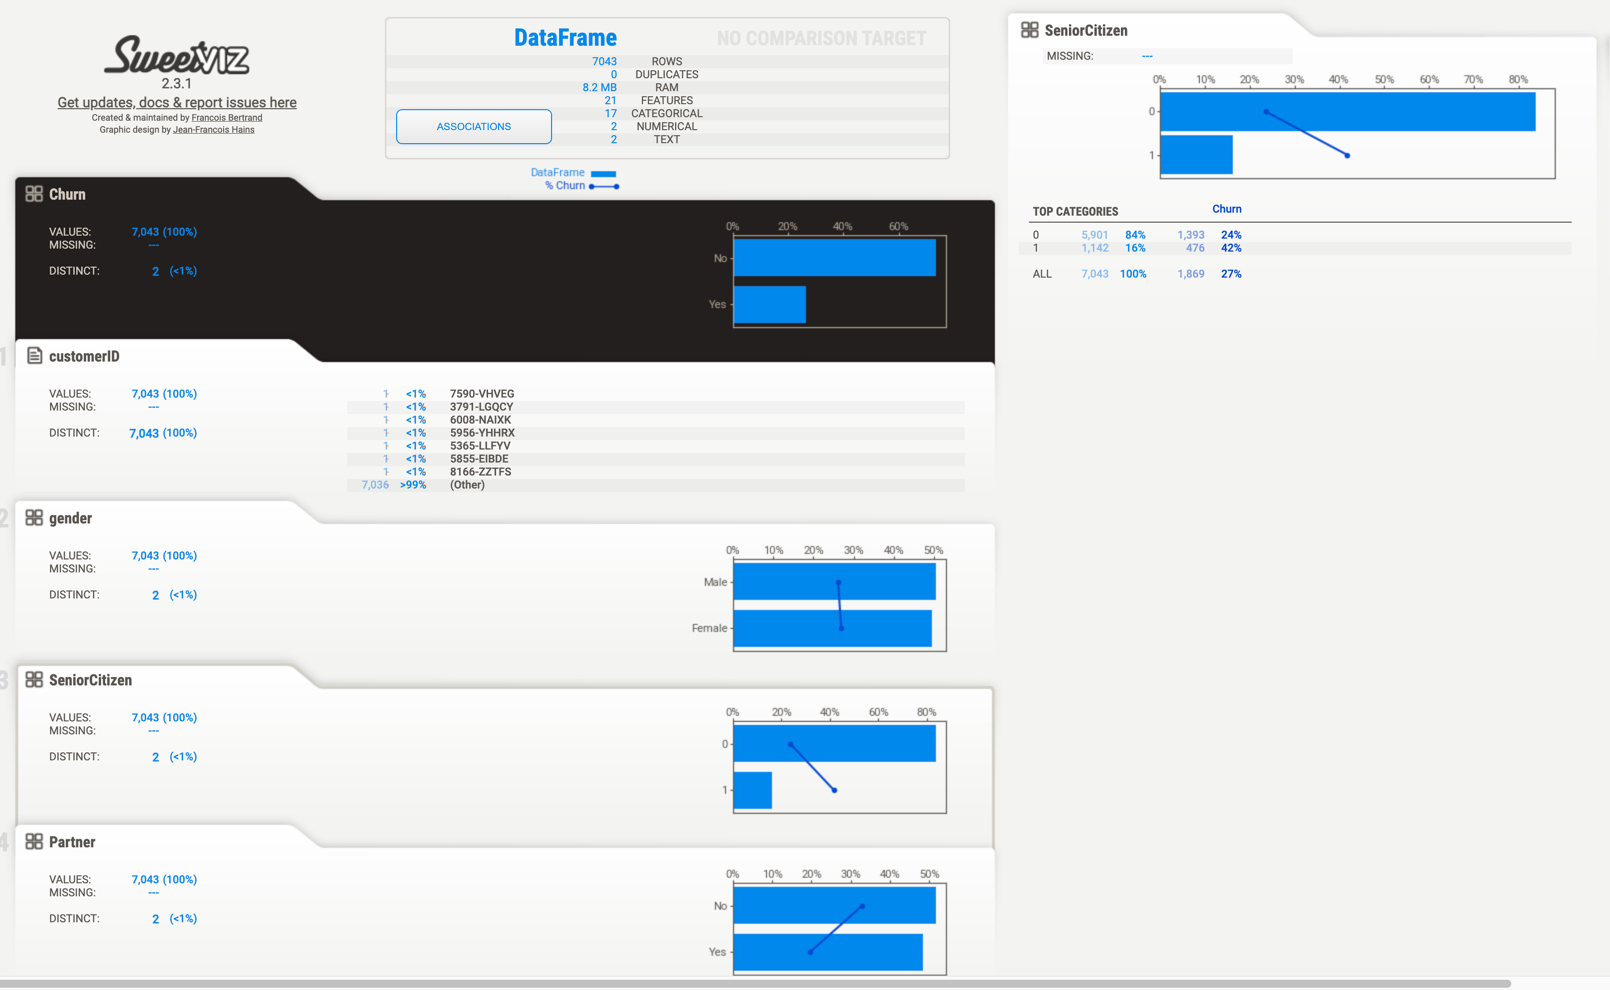 SweetVIZ
2.3.1
Get updates, docs & report issues here
Created & maintained by Francois Bertrand
Graphic design by Jean-Francois Hains
DataFrame NO COMPARISON TARGET
7043 ROWS
0 DUPLICATES
8.2 MB RAM
21 FEATURES
17 CATEGORICAL
2 NUMERICAL
2 TEXT
ASSOCIATIONS
DataFrame
% Churn
Churn
VALUES: 7,043 (100%)
MISSING: ---
DISTINCT: 2 (<1%)
0% 20% 40% 60%
No
Yes
1
customerID
VALUES: 7,043 (100%)
MISSING: ---
DISTINCT: 7,043 (100%)
1 <1% 7590-VHVEG
1 <1% 3791-LGQCY
1 <1% 6008-NAIXK
1 <1% 5956-YHHRX
1 <1% 5365-LLFYV
1 <1% 5855-EIBDE
1 <1% 8166-ZZTFS
7,036 >99% (Other)
2
gender
VALUES: 7,043 (100%)
MISSING: ---
DISTINCT: 2 (<1%)
0% 10% 20% 30% 40% 50%
Male
Female
3
SeniorCitizen
VALUES: 7,043 (100%)
MISSING: ---
DISTINCT: 2 (<1%)
0% 20% 40% 60% 80%
0
1
4
Partner
VALUES: 7,043 (100%)
MISSING: ---
DISTINCT: 2 (<1%)
0% 10% 20% 30% 40% 50%
No
Yes
SeniorCitizen
MISSING: ---
0% 10% 20% 30% 40% 50% 60% 70% 80%
0
1
TOP CATEGORIES Churn
0 5,901 84% 1,393 24%
1 1,142 16% 476 42%
ALL 7,043 100% 1,869 27%